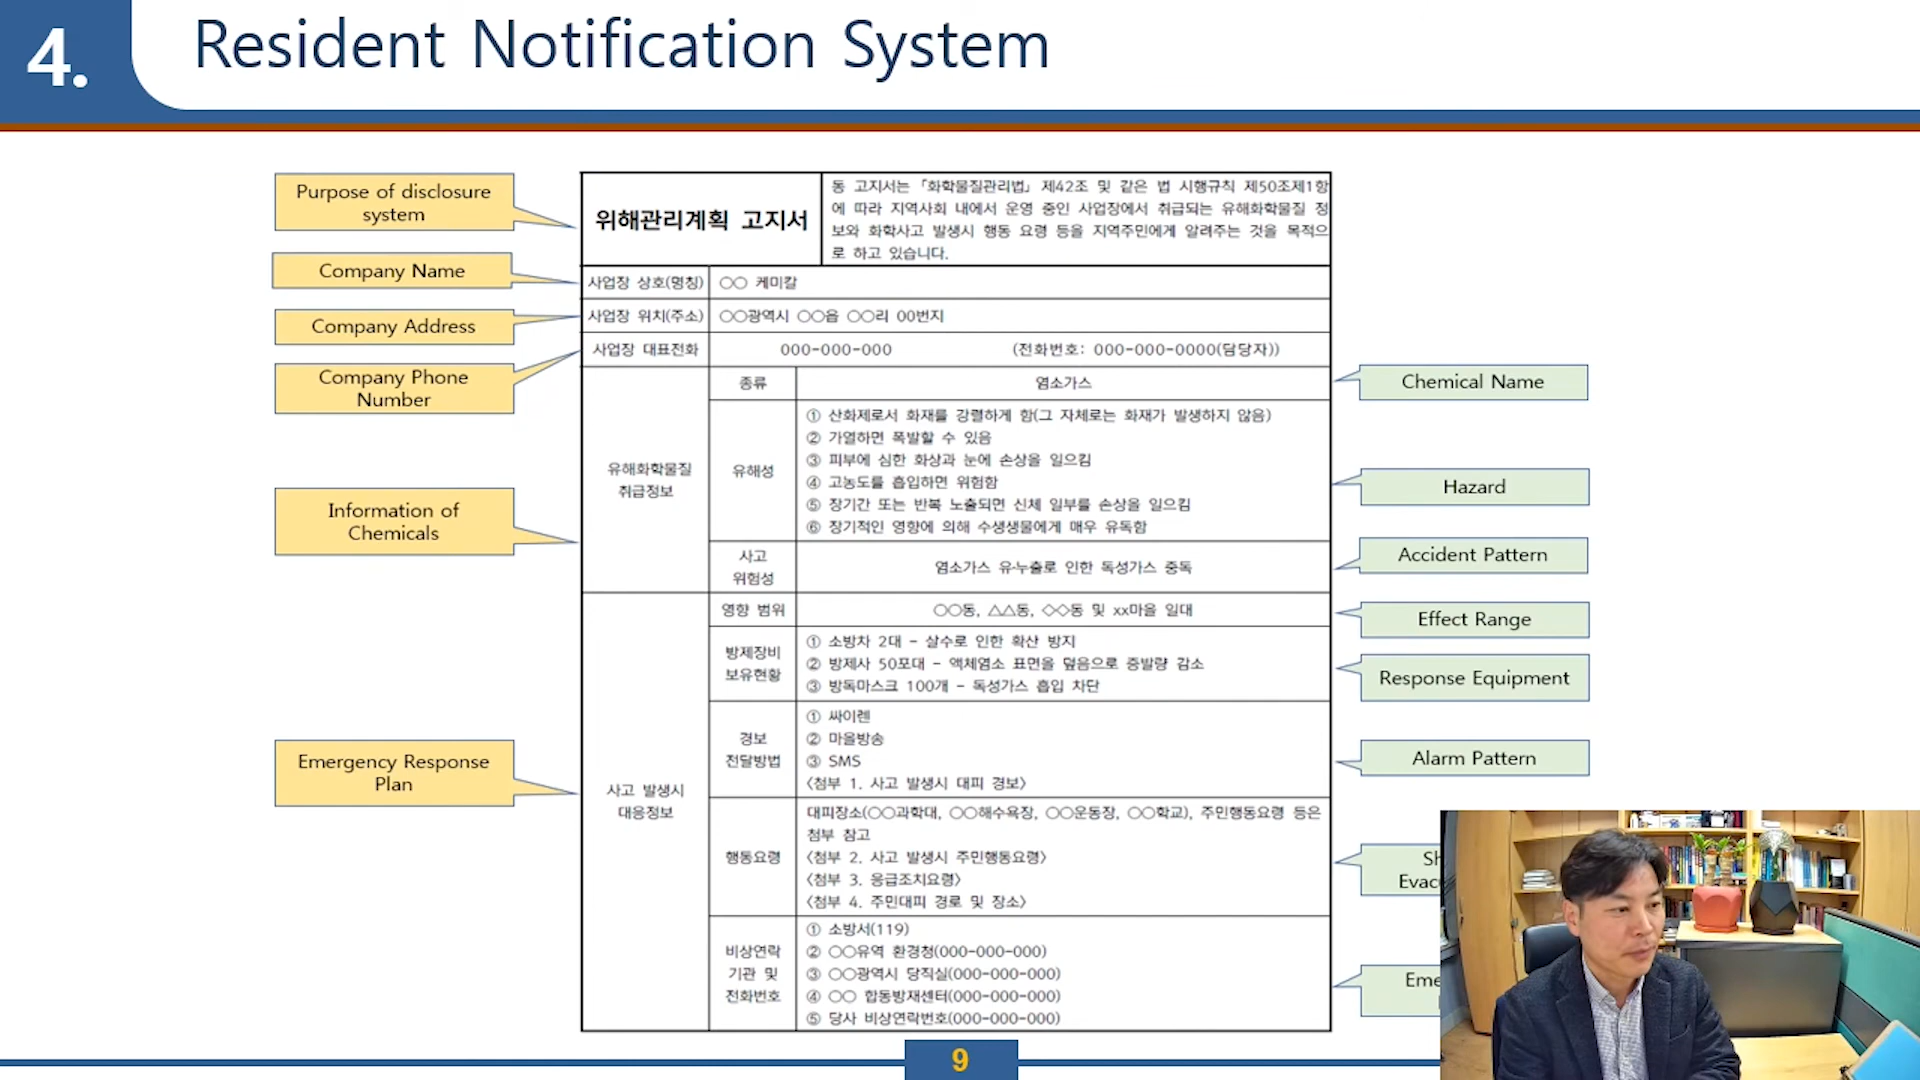 4.
Resident Notification System
Purpose of disclosure
system
Company Name
Company Address
Company Phone
Number
Information of
Chemicals
Emergency Response
Plan
위해관리계획 고지서
동 고지서는 「화학물질관리법」 제42조 및 같은 법 시행규칙 제50조제1항
에 따라 지역사회 내에서 운영 중인 사업장에서 취급되는 유해화학물질 정
보와 화학사고 발생시 행동 요령 등을 지역주민에게 알려주는 것을 목적으
로 하고 있습니다.
사업장 상호(명칭)
○○ 케미칼
사업장 위치(주소)
○○광역시 ○○읍 ○○리 00번지
사업장 대표전화
000-000-000 (전화번호: 000-000-0000(담당자))
유해화학물질
취급정보
종류
염소가스
유해성
① 산화제로서 화재를 강렬하게 함(그 자체로는 화재가 발생하지 않음)
② 가열하면 폭발할 수 있음
③ 피부에 심한 화상과 눈에 손상을 일으킴
④ 고농도를 흡입하면 위험함
⑤ 장기간 또는 반복 노출되면 신체 일부를 손상을 일으킴
⑥ 장기적인 영향에 의해 수생생물에게 매우 유독함
사고
위험성
염소가스 유·누출로 인한 독성가스 중독
사고 발생시
대응정보
영향 범위
○○동, △△동, ◇◇동 및 xx마을 일대
방제장비
보유현황
① 소방차 2대 - 살수로 인한 확산 방지
② 방제사 50포대 - 액체염소 표면을 덮음으로 증발량 감소
③ 방독마스크 100개 - 독성가스 흡입 차단
경보
전달방법
① 싸이렌
② 마을방송
③ SMS
<첨부 1. 사고 발생시 대피 경보>
행동요령
대피장소(○○과학대, ○○해수욕장, ○○운동장, ○○학교), 주민행동요령 등은
첨부 참고
<첨부 2. 사고 발생시 주민행동요령>
<첨부 3. 응급조치요령>
<첨부 4. 주민대피 경로 및 장소>
비상연락
기관 및
전화번호
① 소방서(119)
② ○○유역 환경청(000-000-000)
③ ○○광역시 당직실(000-000-000)
④ ○○ 합동방재센터(000-000-000)
⑤ 당사 비상연락번호(000-000-000)
Chemical Name
Hazard
Accident Pattern
Effect Range
Response Equipment
Alarm Pattern
9